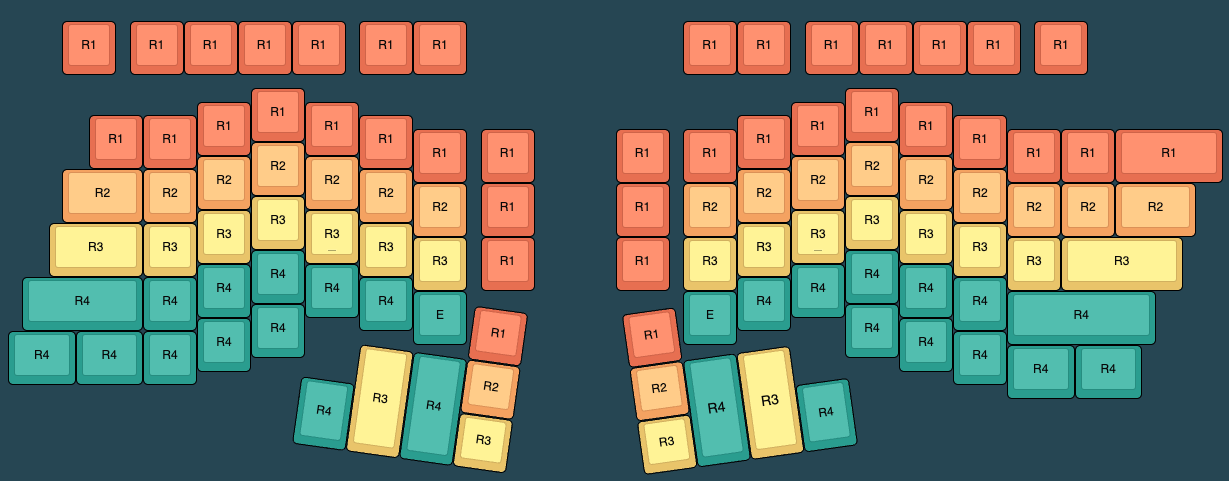 R1 R1 R1 R1 R1 R1 R1 R1 R1 R1 R1 R1 R1 R1
R1 R1 R1 R1 R1 R1 R1 R1 R1 R1 R1 R1 R1 R1 R1 R1 R1 R1
R2 R2 R2 R2 R2 R2 R2 R1 R1 R2 R2 R2 R2 R2 R2 R2 R2 R2
R3 R3 R3 R3 R3 R3 R3 R1 R1 R3 R3 R3 R3 R3 R3 R3 R3
_ _
R4 R4 R4 R4 R4 R4 E R1 R1 E R4 R4 R4 R4 R4 R4
R4 R4 R4 R4 R4 R2 R2 R4 R4 R4 R4 R4
R4 R3 R4 R3 R3 R4 R3 R4